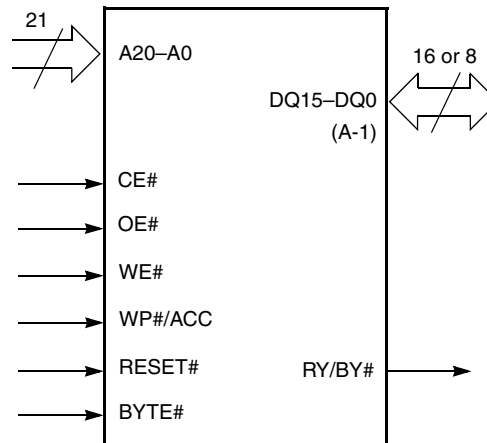 21
A20–A0
16 or 8
DQ15–DQ0
(A-1)
CE#
OE#
WE#
WP#/ACC
RESET#
RY/BY#
BYTE#